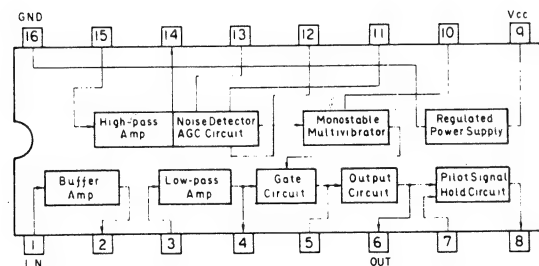 GND
Vcc
16
15
14
13
12
11
10
9
High-pass
Amp
Noise Detector
AGC Circuit
Monostable
Multivibrator
Regulated
Power Supply
Buffer
Amp
Low-pass
Amp
Gate
Circuit
Output
Circuit
Pilot Signal
Hold Circuit
1
2
3
4
5
6
7
8
IN
OUT